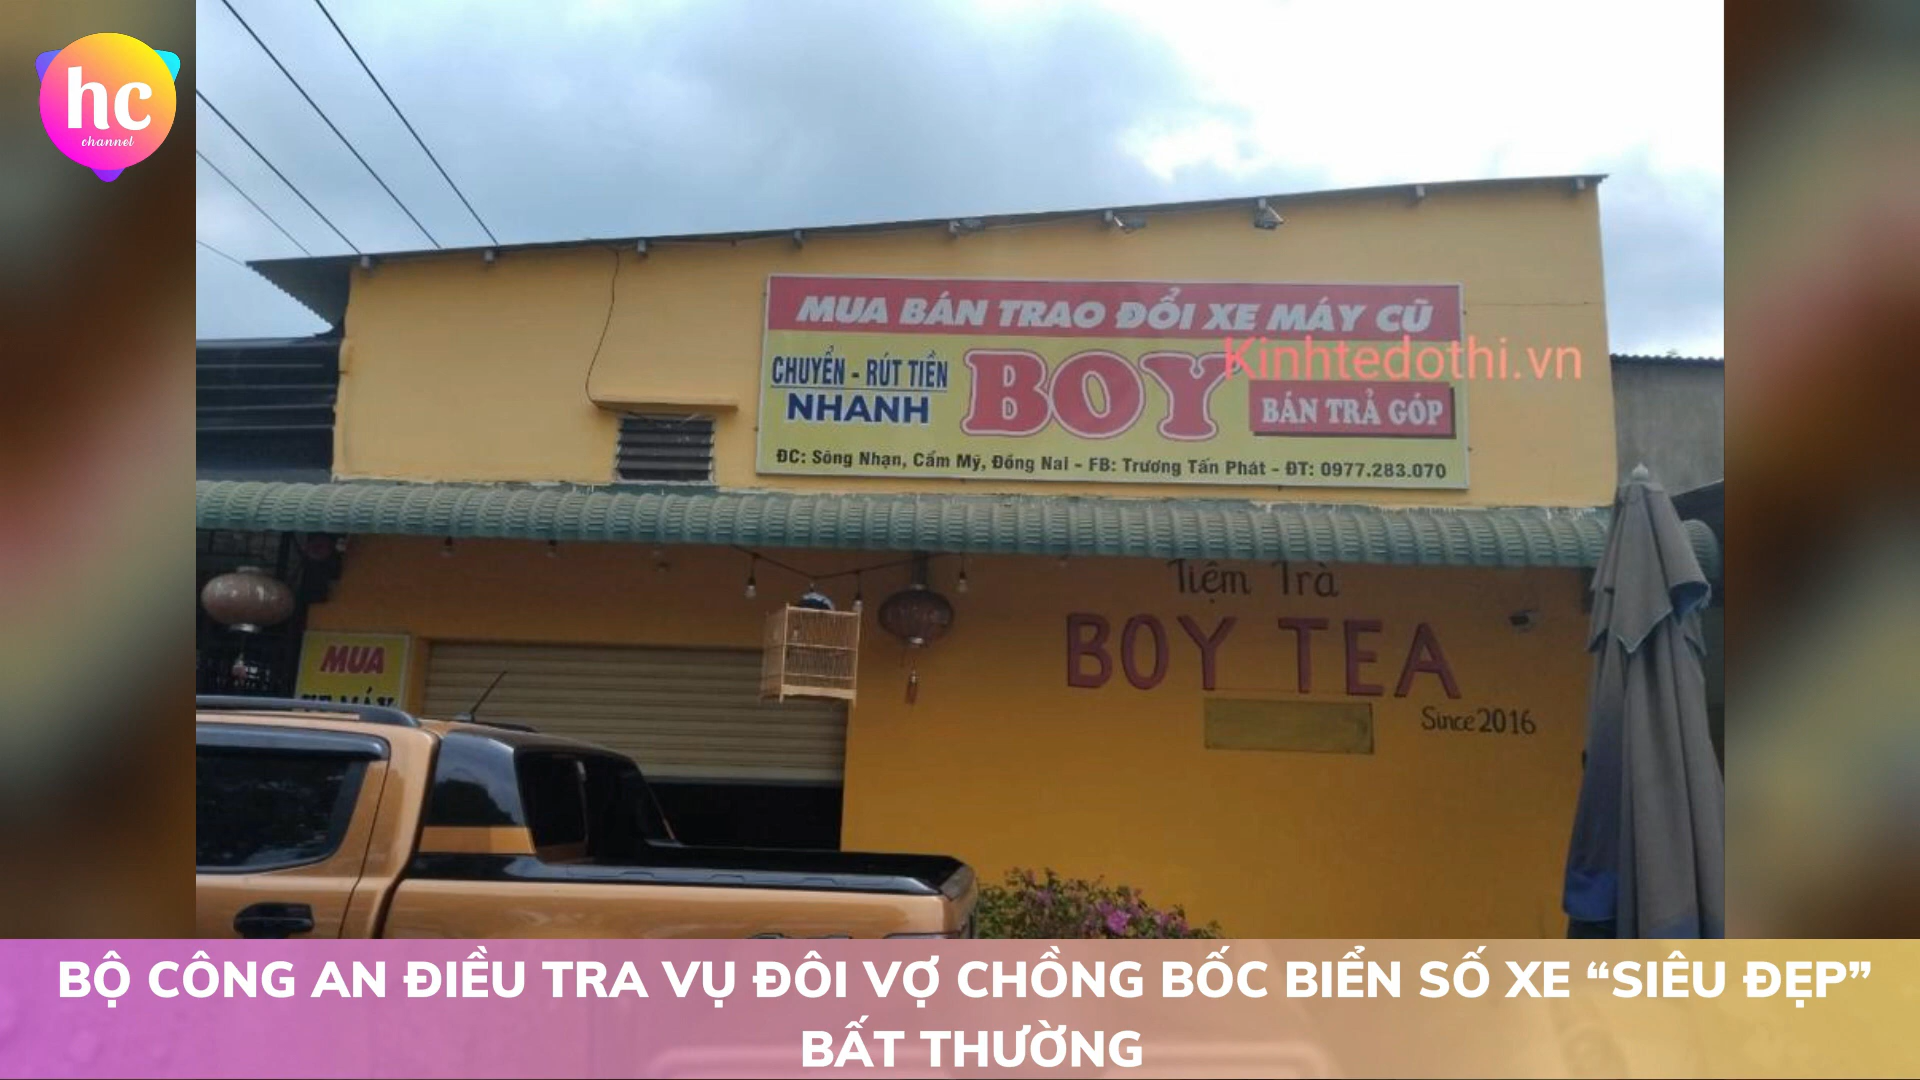 hc
channel
MUA BÁN TRAO ĐỔI XE MÁY CŨ
CHUYỂN - RÚT TIỀN
NHANH
BOY
Kinhtedothi.vn
BÁN TRẢ GÓP
ĐC: Sông Nhạn, Cẩm Mỹ, Đồng Nai - FB: Trương Tấn Phát - ĐT: 0977.283.070
Tiệm Trà
BOY TEA
Since 2016
MUA
XE MÁY
BỘ CÔNG AN ĐIỀU TRA VỤ ĐÔI VỢ CHỒNG BỐC BIỂN SỐ XE “SIÊU ĐẸP”
BẤT THƯỜNG